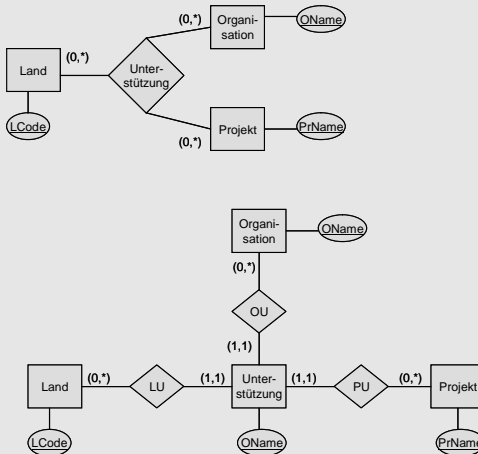 Organi-
sation
OName
(0,*)
(0,*)
Land
Unter-
stützung
LCode
(0,*)
Projekt
PrName
Organi-
sation
OName
(0,*)
OU
(1,1)
Land
(0,*)
LU
(1,1)
Unter-
stützung
(1,1)
PU
(0,*)
Projekt
LCode
OName
PrName